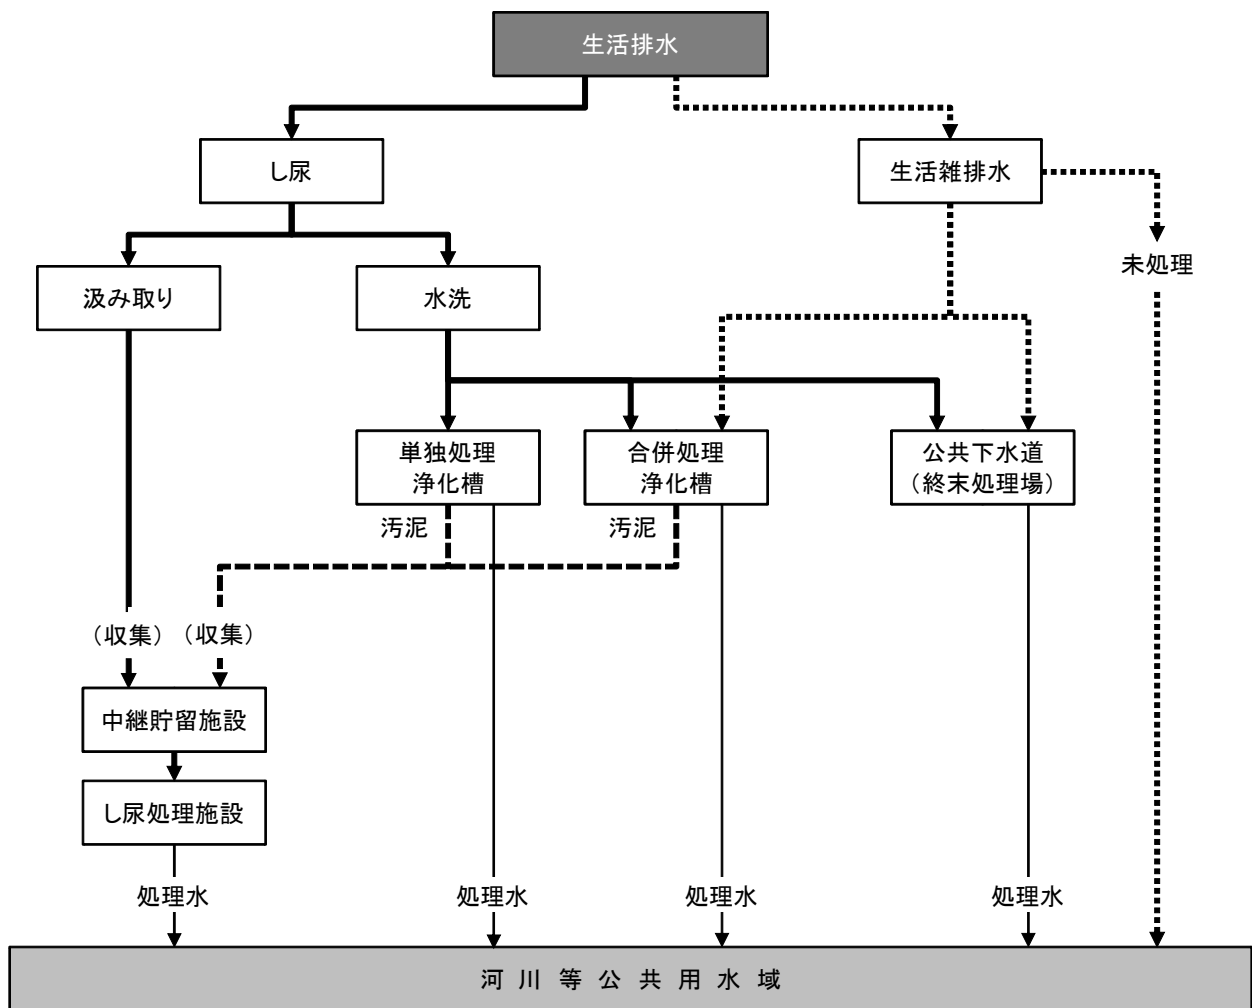 生活排水
し尿
生活雑排水
未処理
汲み取り
水洗
単独処理
浄化槽
合併処理
浄化槽
公共下水道
（終末処理場）
汚泥
汚泥
（収集）
（収集）
中継貯留施設
し尿処理施設
処理水
処理水
処理水
処理水
河川等公共用水域